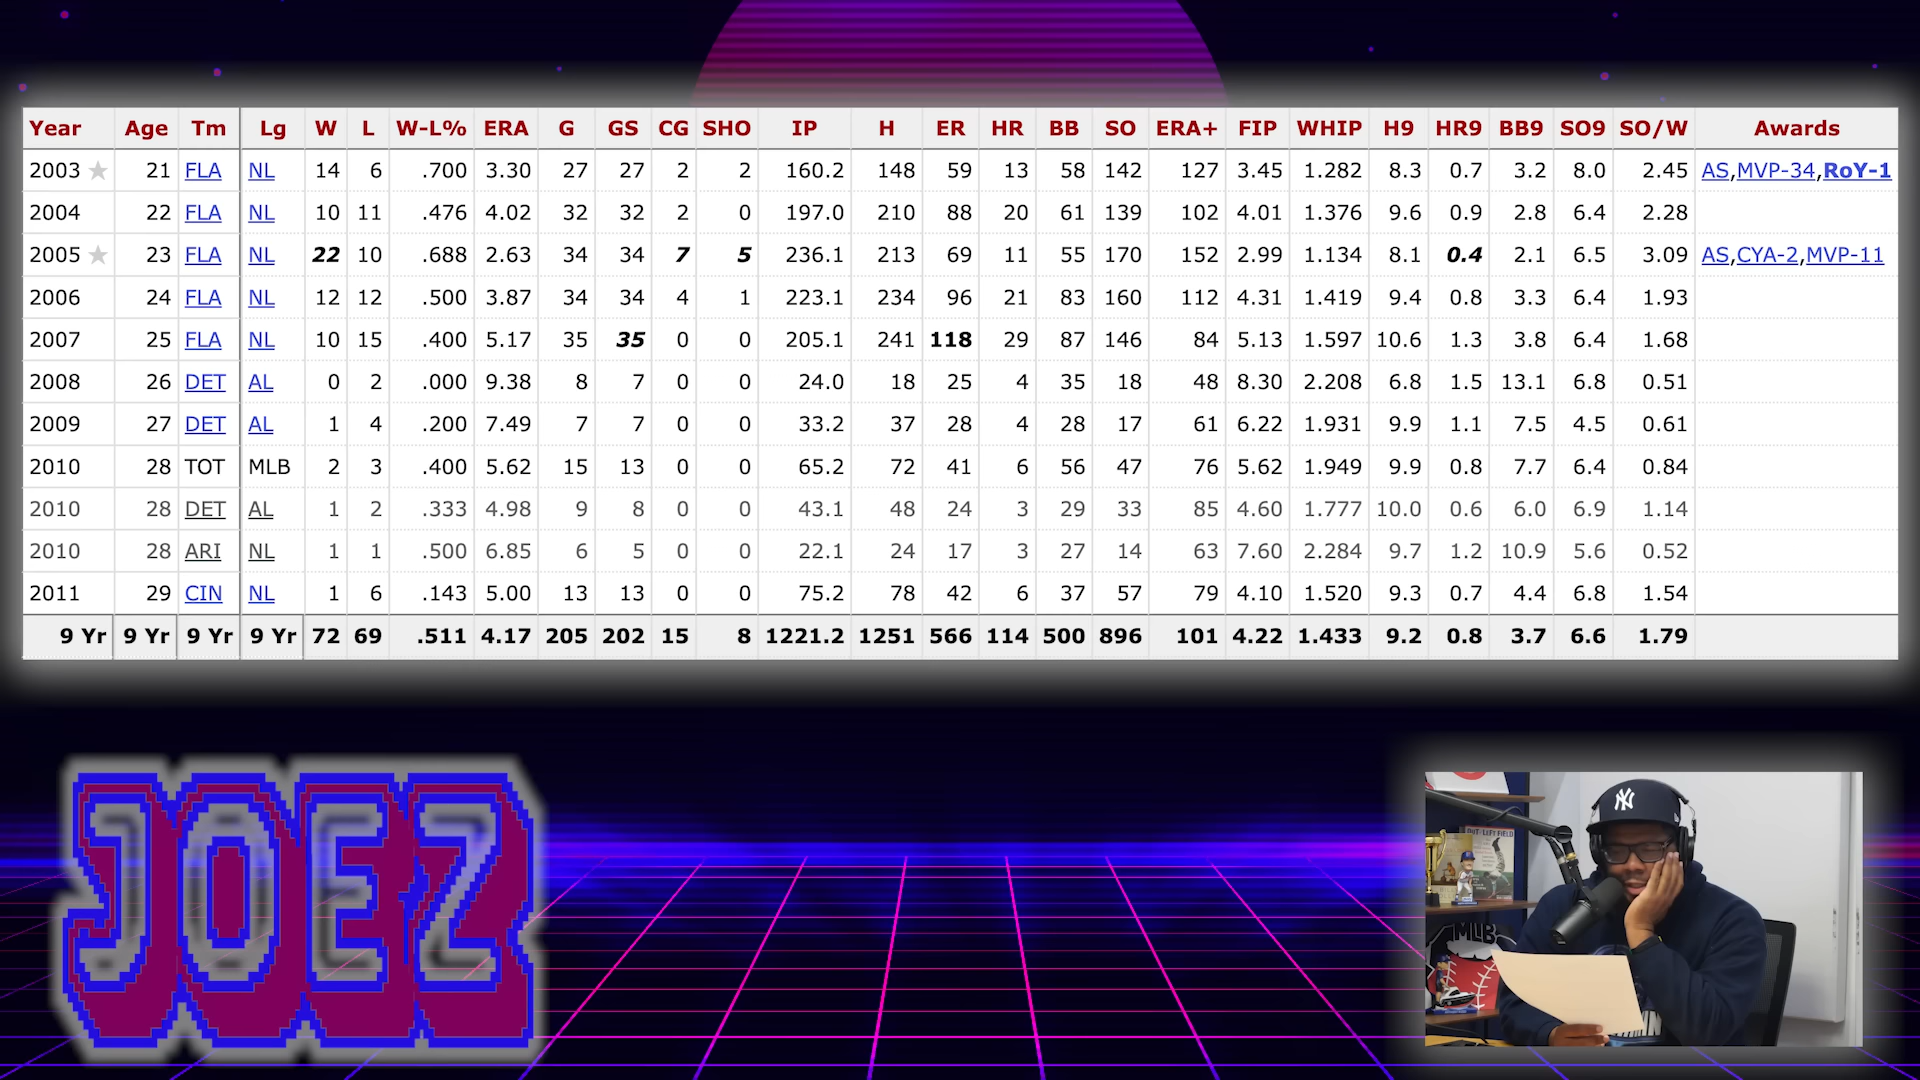 Year Age Tm Lg W L W-L% ERA G GS CG SHO IP H ER HR BB SO ERA+ FIP WHIP H9 HR9 BB9 SO9 SO/W Awards
2003 21 FLA NL 14 6 .700 3.30 27 27 2 2 160.2 148 59 13 58 142 127 3.45 1.282 8.3 0.7 3.2 8.0 2.45 AS,MVP-34,RoY-1
2004 22 FLA NL 10 11 .476 4.02 32 32 2 0 197.0 210 88 20 61 139 102 4.01 1.376 9.6 0.9 2.8 6.4 2.28
2005 23 FLA NL 22 10 .688 2.63 34 34 7 5 236.1 213 69 11 55 170 152 2.99 1.134 8.1 0.4 2.1 6.5 3.09 AS,CYA-2,MVP-11
2006 24 FLA NL 12 12 .500 3.87 34 34 4 1 223.1 234 96 21 83 160 112 4.31 1.419 9.4 0.8 3.3 6.4 1.93
2007 25 FLA NL 10 15 .400 5.17 35 35 0 0 205.1 241 118 29 87 146 84 5.13 1.597 10.6 1.3 3.8 6.4 1.68
2008 26 DET AL 0 2 .000 9.38 8 7 0 0 24.0 18 25 4 35 18 48 8.30 2.208 6.8 1.5 13.1 6.8 0.51
2009 27 DET AL 1 4 .200 7.49 7 7 0 0 33.2 37 28 4 28 17 61 6.22 1.931 9.9 1.1 7.5 4.5 0.61
2010 28 TOT MLB 2 3 .400 5.62 15 13 0 0 65.2 72 41 6 56 47 76 5.62 1.949 9.9 0.8 7.7 6.4 0.84
2010 28 DET AL 1 2 .333 4.98 9 8 0 0 43.1 48 24 3 29 33 85 4.60 1.777 10.0 0.6 6.0 6.9 1.14
2010 28 ARI NL 1 1 .500 6.85 6 5 0 0 22.1 24 17 3 27 14 63 7.60 2.284 9.7 1.2 10.9 5.6 0.52
2011 29 CIN NL 1 6 .143 5.00 13 13 0 0 75.2 78 42 6 37 57 79 4.10 1.520 9.3 0.7 4.4 6.8 1.54
9 Yr 9 Yr 9 Yr 9 Yr 72 69 .511 4.17 205 202 15 8 1221.2 1251 566 114 500 896 101 4.22 1.433 9.2 0.8 3.7 6.6 1.79
JOEZ
NY
LEFT FIELD
MLB